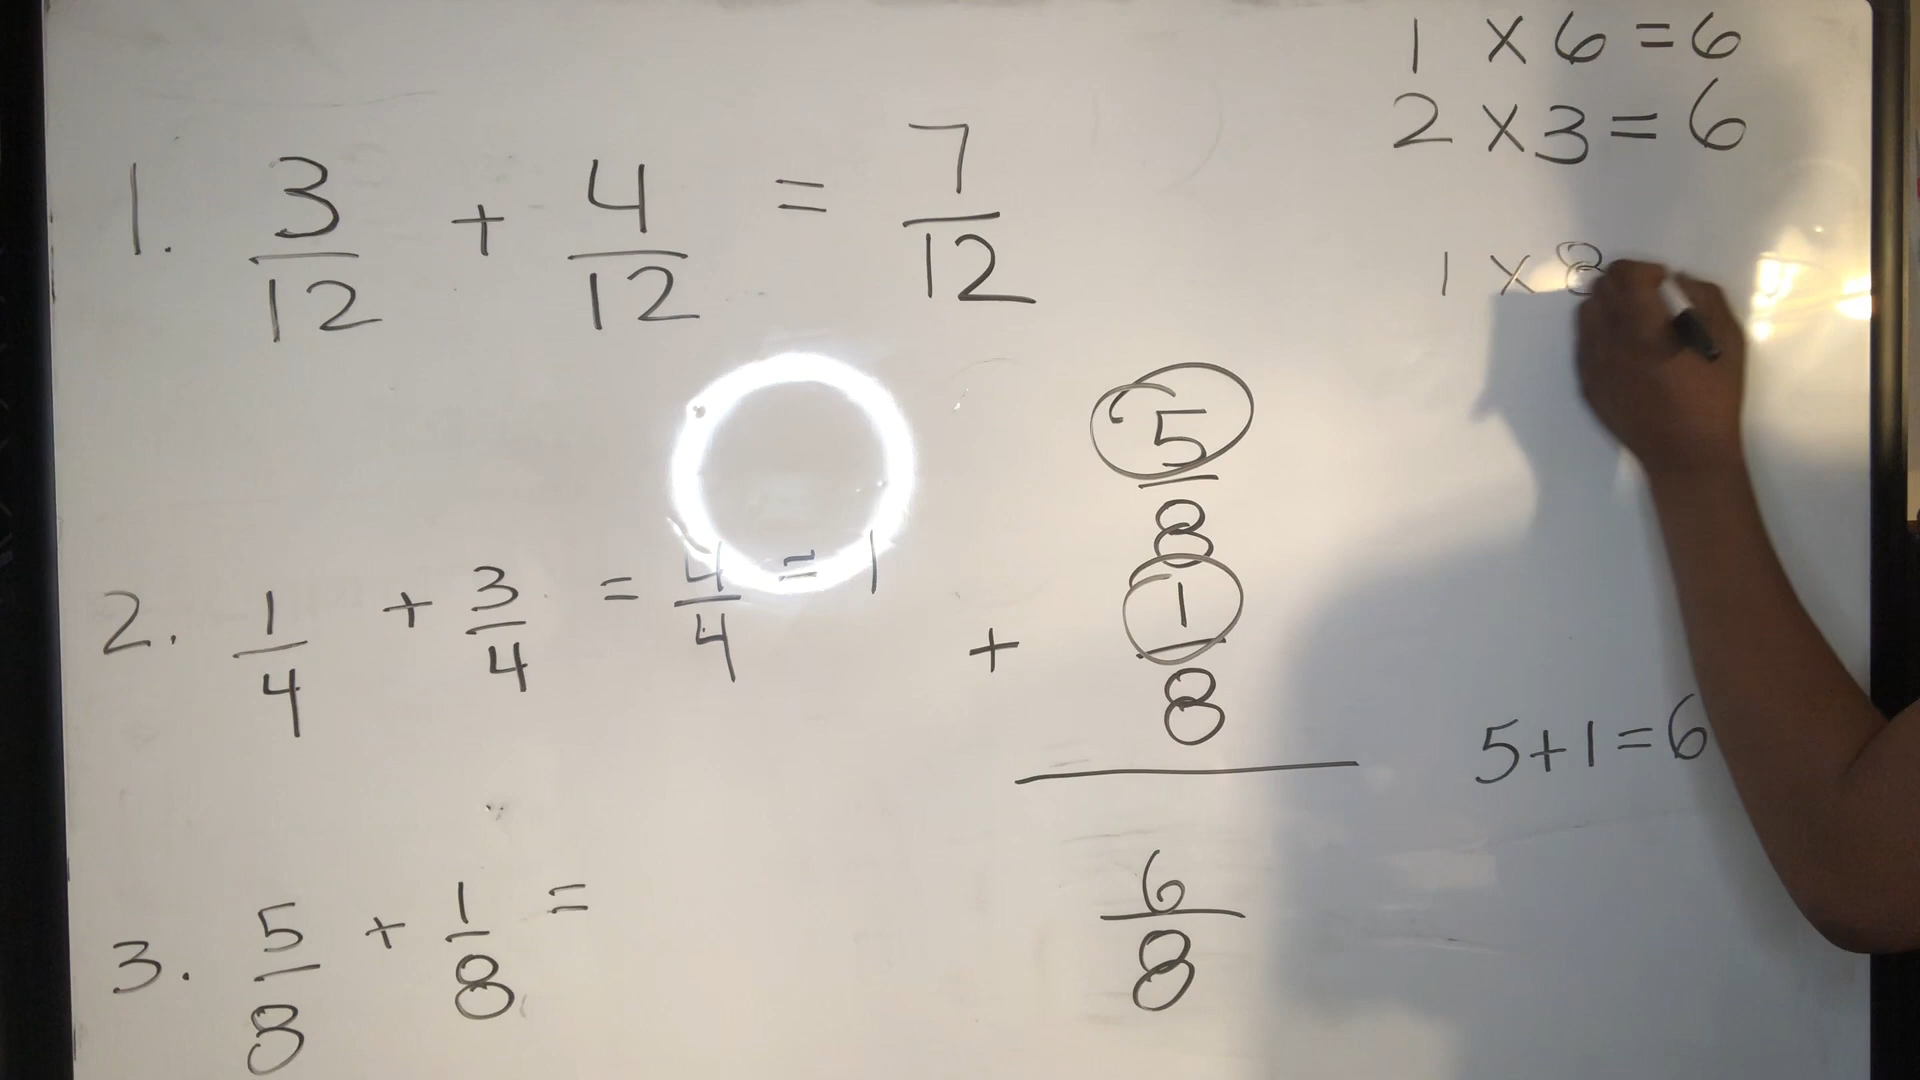 1. 3/12 + 4/12 = 7/12
2. 1/4 + 3/4 = 4/4 = 1
3. 5/8 + 1/8 =
5/8
+ 1/8
6/8
1 x 6 = 6
2 x 3 = 6
1 x 8
5+1=6